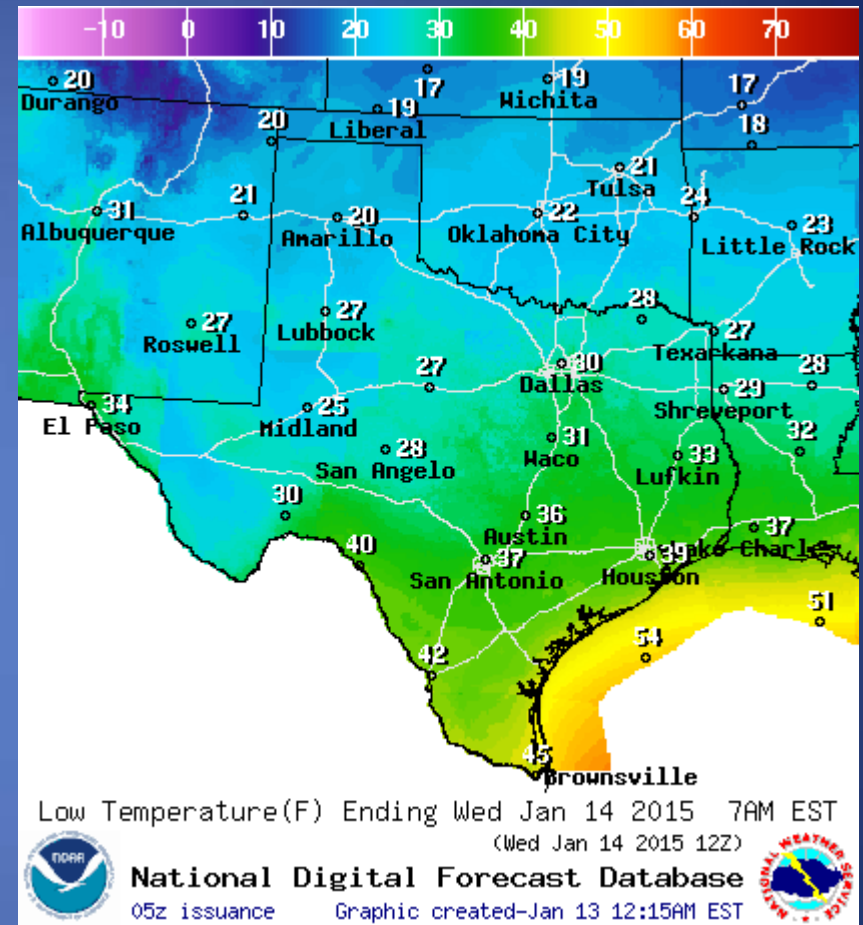 -10 0 10 20 30 40 50 60 70
20 17 19 17
Durango Wichita
19
Liberal
20 18
21
Tulsa
31 21 20 22 24 23
Albuquerque Amarillo Oklahoma City Little Rock
27 27 28 27
Roswell Lubbock Texarkana
27 30 28
Dallas
34 25 29
El Paso Midland Shreveport
28 31 33 32
San Angelo Waco Lufkin
30 36 37
Austin
40 37 39 Lake Charles
San Antonio Houston
51
54
42
45
Brownsville
Low Temperature(F) Ending Wed Jan 14 2015 7AM EST
(Wed Jan 14 2015 12Z)
NOAA
National Digital Forecast Database
05z issuance Graphic created-Jan 13 12:15AM EST
NATIONAL WEATHER SERVICE